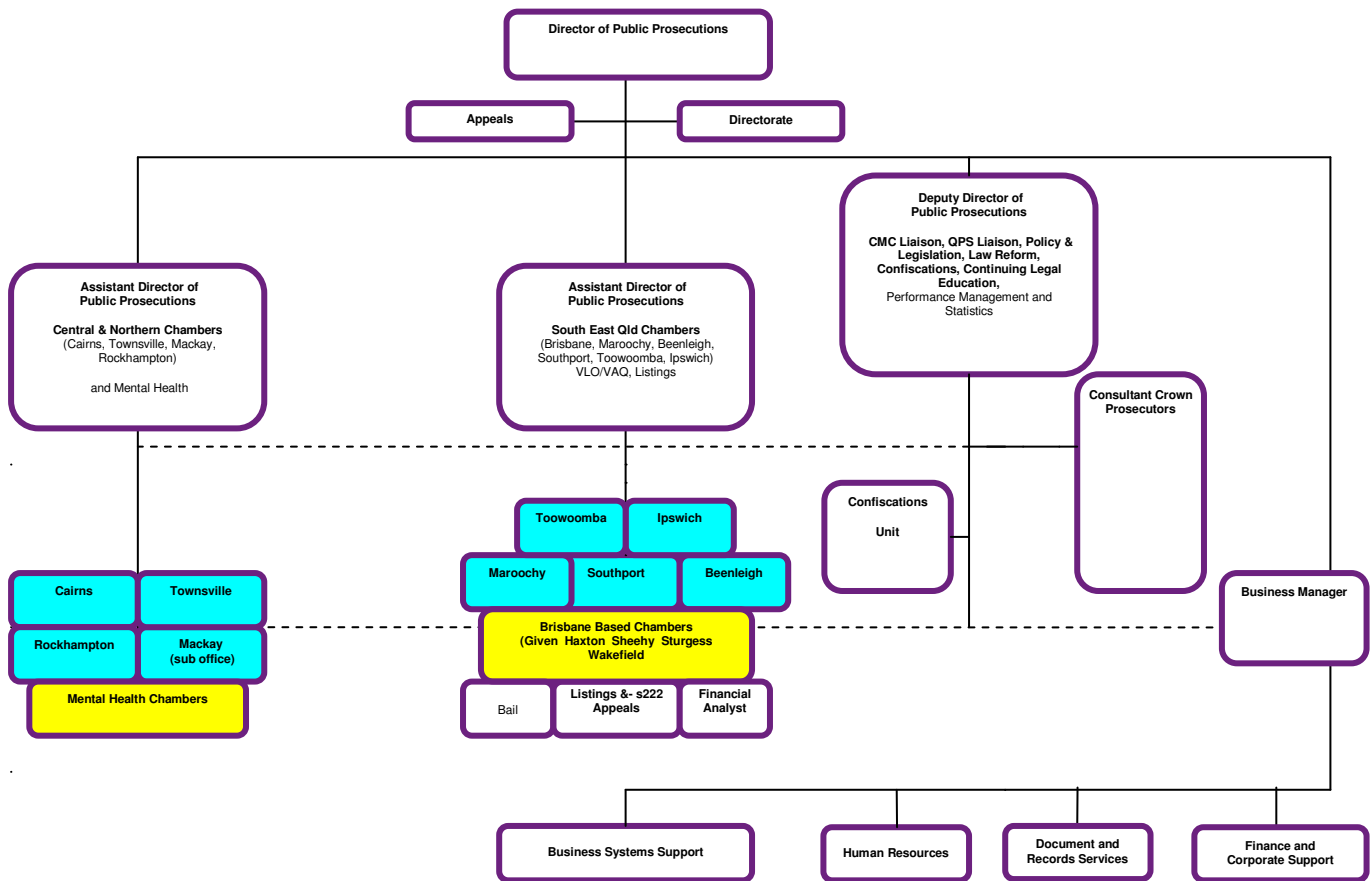 Director of Public Prosecutions
Appeals
Directorate
Deputy Director of
Public Prosecutions
CMC Liaison, QPS Liaison, Policy &
Legislation, Law Reform,
Confiscations, Continuing Legal
Education,
Performance Management and
Statistics
Assistant Director of
Public Prosecutions
Central & Northern Chambers
(Cairns, Townsville, Mackay,
Rockhampton)
and Mental Health
Assistant Director of
Public Prosecutions
South East Qld Chambers
(Brisbane, Maroochy, Beenleigh,
Southport, Toowoomba, Ipswich)
VLO/VAQ, Listings
Consultant Crown
Prosecutors
Confiscations
Unit
Toowoomba
Ipswich
Maroochy
Southport
Beenleigh
Cairns
Townsville
Business Manager
Rockhampton
Mackay
(sub office)
Brisbane Based Chambers
(Given Haxton Sheehy Sturgess
Wakefield
Mental Health Chambers
Bail
Listings &- s222
Appeals
Financial
Analyst
Business Systems Support
Human Resources
Document and
Records Services
Finance and
Corporate Support